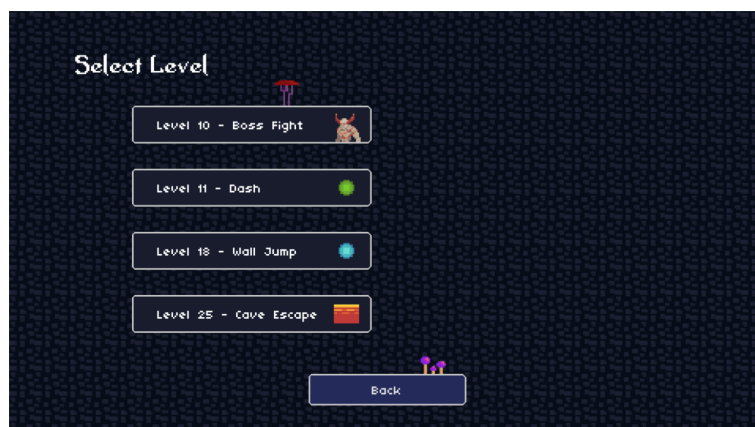 Select Level
Level 10 - Boss Fight
Level 11 - Dash
Level 18 - Wall Jump
Level 25 - Cave Escape
Back